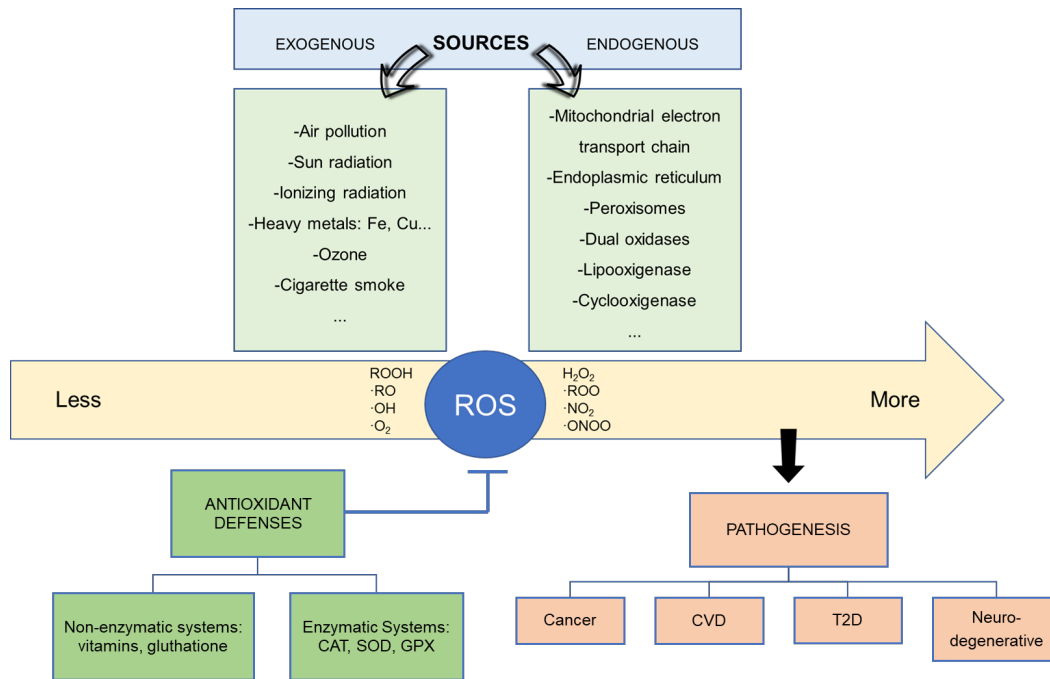 EXOGENOUS
SOURCES
ENDOGENOUS
-Air pollution
-Sun radiation
-Ionizing radiation
-Heavy metals: Fe, Cu...
-Ozone
-Cigarette smoke
...
-Mitochondrial electron
transport chain
-Endoplasmic reticulum
-Peroxisomes
-Dual oxidases
-Lipooxigenase
-Cyclooxigenase
...
Less
ROOH
·RO
·OH
·O₂
ROS
H₂O₂
·ROO
·NO₂
·ONOO
More
ANTIOXIDANT
DEFENSES
Non-enzymatic systems:
vitamins, gluthatione
Enzymatic Systems:
CAT, SOD, GPX
PATHOGENESIS
Cancer
CVD
T2D
Neuro-
degenerative